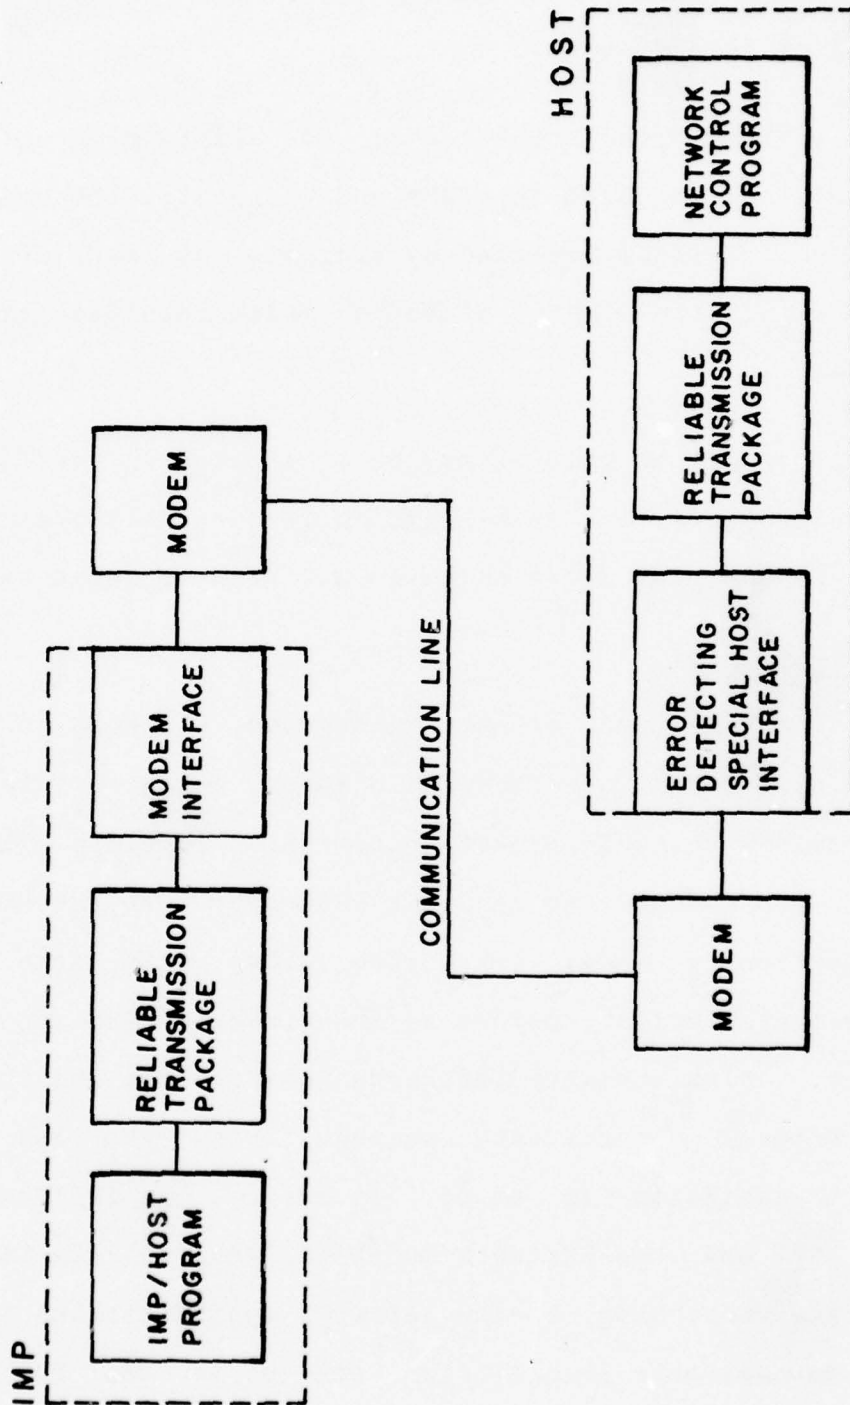 IMP
IMP/HOST
PROGRAM
RELIABLE
TRANSMISSION
PACKAGE
MODEM
INTERFACE
MODEM
COMMUNICATION LINE
MODEM
ERROR
DETECTING
SPECIAL HOST
INTERFACE
RELIABLE
TRANSMISSION
PACKAGE
NETWORK
CONTROL
PROGRAM
HOST